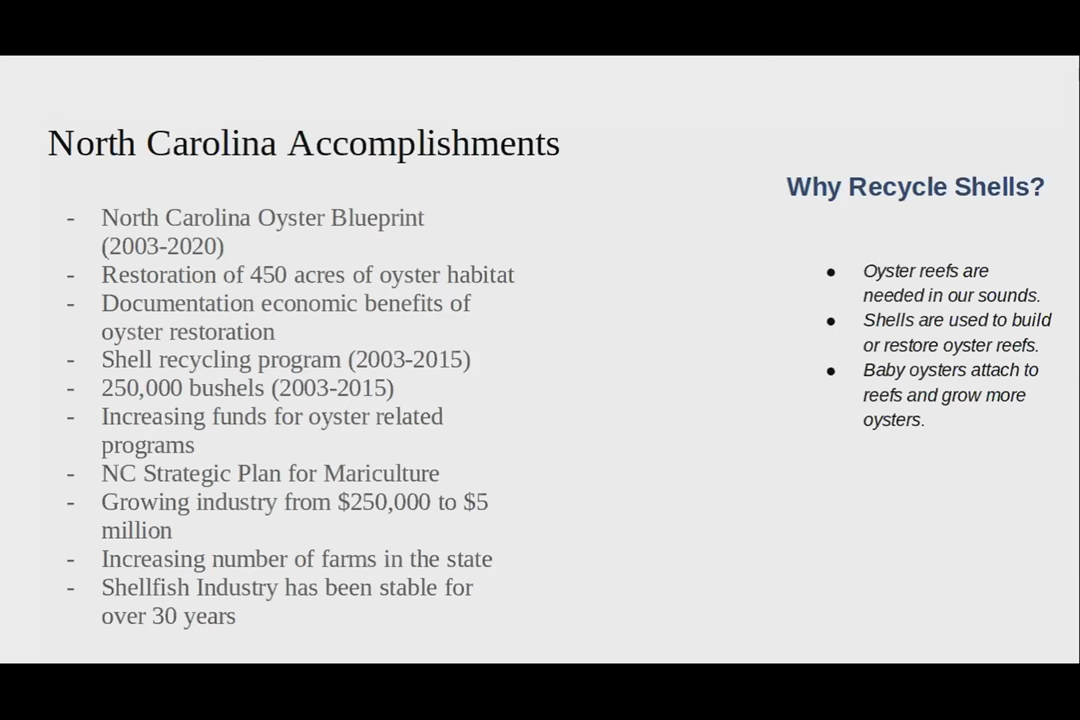 North Carolina Accomplishments
- North Carolina Oyster Blueprint
(2003-2020)
- Restoration of 450 acres of oyster habitat
- Documentation economic benefits of
oyster restoration
- Shell recycling program (2003-2015)
- 250,000 bushels (2003-2015)
- Increasing funds for oyster related
programs
- NC Strategic Plan for Mariculture
- Growing industry from $250,000 to $5
million
- Increasing number of farms in the state
- Shellfish Industry has been stable for
over 30 years
Why Recycle Shells?
● Oyster reefs are
needed in our sounds.
● Shells are used to build
or restore oyster reefs.
● Baby oysters attach to
reefs and grow more
oysters.